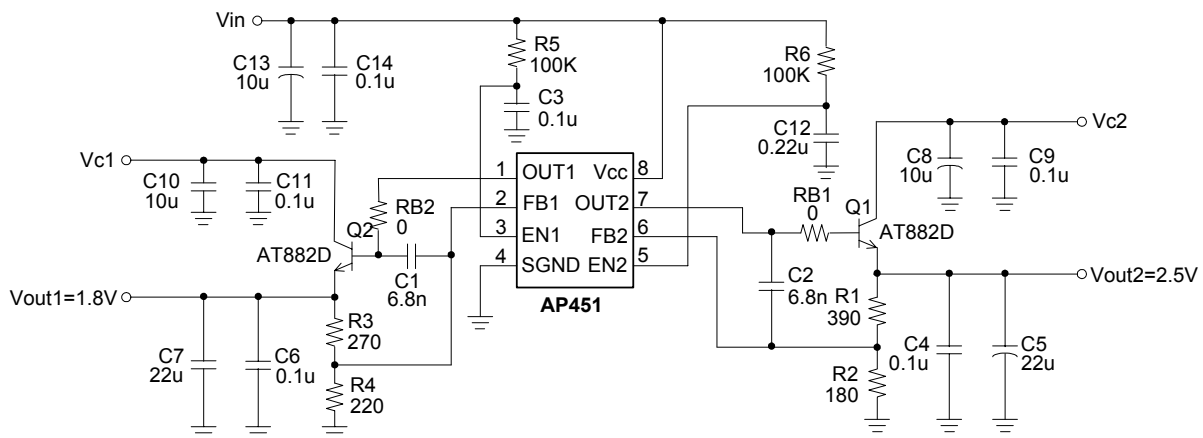 Vin
C13
10u
C14
0.1u
R5
100K
C3
0.1u
R6
100K
C12
0.22u
Vc1
C10
10u
C11
0.1u
RB2
0
Q2
AT882D
C1
6.8n
1 OUT1 Vcc 8
2 FB1 OUT2 7
3 EN1 FB2 6
4 SGND EN2 5
AP451
Vc2
C8
10u
C9
0.1u
RB1
0
Q1
AT882D
C2
6.8n
Vout1=1.8V
C7
22u
C6
0.1u
R3
270
R4
220
Vout2=2.5V
R1
390
R2
180
C4
0.1u
C5
22u